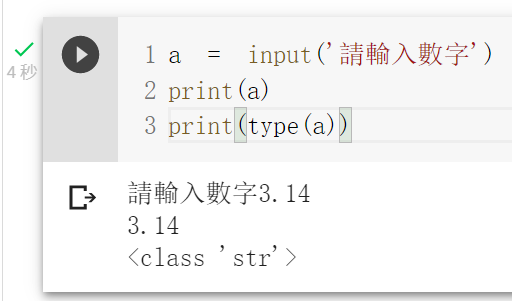 4 秒
1 a = input('請輸入數字')
2 print(a)
3 print(type(a))
請輸入數字3.14
3.14
<class 'str'>